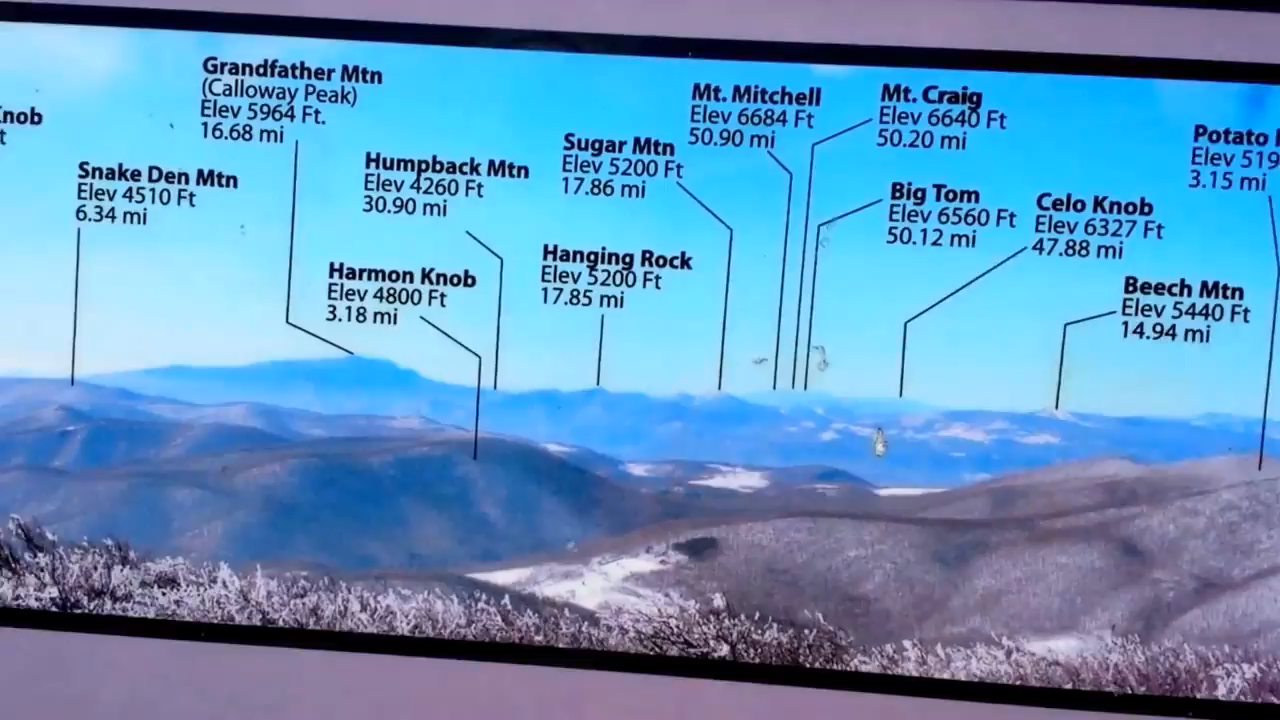 Knob
t
Snake Den Mtn
Elev 4510 Ft
6.34 mi
Grandfather Mtn
(Calloway Peak)
Elev 5964 Ft.
16.68 mi
Harmon Knob
Elev 4800 Ft
3.18 mi
Humpback Mtn
Elev 4260 Ft
30.90 mi
Hanging Rock
Elev 5200 Ft
17.85 mi
Sugar Mtn
Elev 5200 Ft
17.86 mi
Mt. Mitchell
Elev 6684 Ft
50.90 mi
Mt. Craig
Elev 6640 Ft
50.20 mi
Big Tom
Elev 6560 Ft
50.12 mi
Celo Knob
Elev 6327 Ft
47.88 mi
Beech Mtn
Elev 5440 Ft
14.94 mi
Potato
Elev 519
3.15 mi